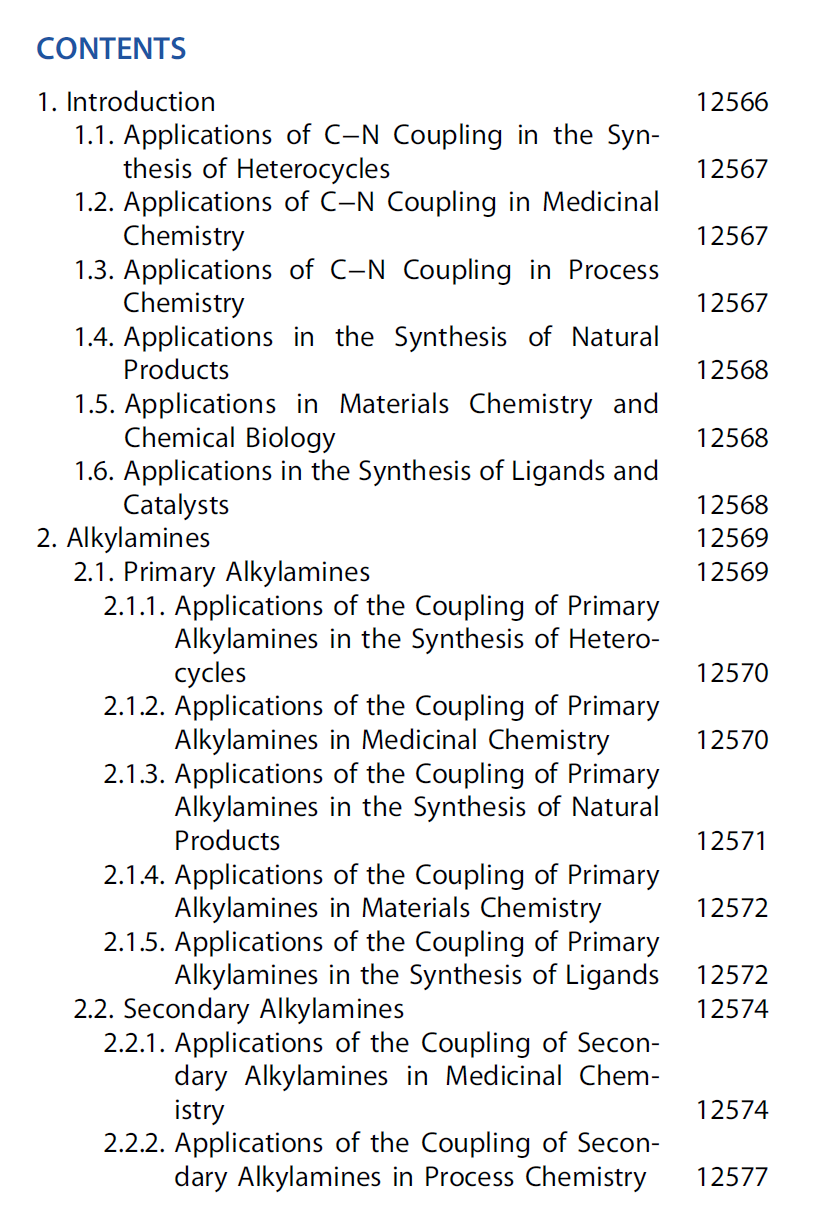 CONTENTS
1. Introduction 12566
1.1. Applications of C−N Coupling in the Syn-
thesis of Heterocycles 12567
1.2. Applications of C−N Coupling in Medicinal
Chemistry 12567
1.3. Applications of C−N Coupling in Process
Chemistry 12567
1.4. Applications in the Synthesis of Natural
Products 12568
1.5. Applications in Materials Chemistry and
Chemical Biology 12568
1.6. Applications in the Synthesis of Ligands and
Catalysts 12568
2. Alkylamines 12569
2.1. Primary Alkylamines 12569
2.1.1. Applications of the Coupling of Primary
Alkylamines in the Synthesis of Hetero-
cycles 12570
2.1.2. Applications of the Coupling of Primary
Alkylamines in Medicinal Chemistry 12570
2.1.3. Applications of the Coupling of Primary
Alkylamines in the Synthesis of Natural
Products 12571
2.1.4. Applications of the Coupling of Primary
Alkylamines in Materials Chemistry 12572
2.1.5. Applications of the Coupling of Primary
Alkylamines in the Synthesis of Ligands 12572
2.2. Secondary Alkylamines 12574
2.2.1. Applications of the Coupling of Secon-
dary Alkylamines in Medicinal Chem-
istry 12574
2.2.2. Applications of the Coupling of Secon-
dary Alkylamines in Process Chemistry 12577